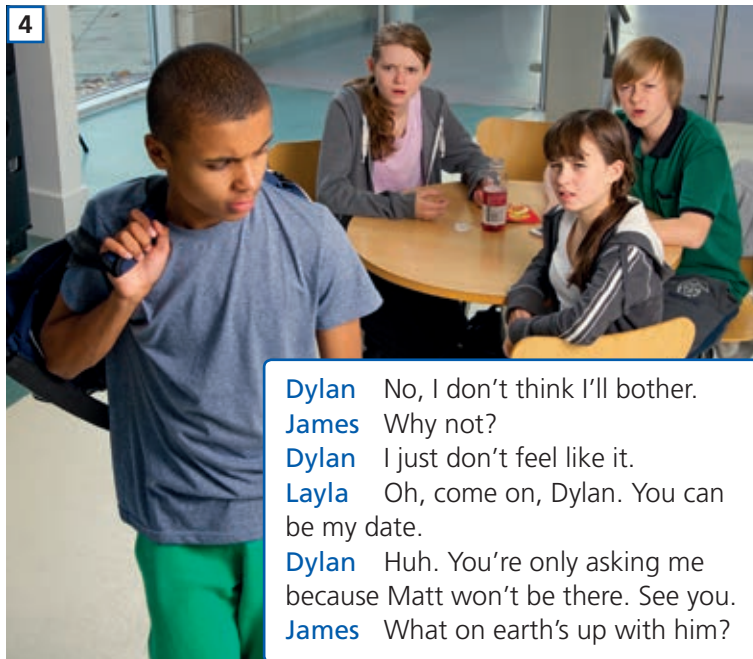 4
Dylan No, I don't think I'll bother.
James Why not?
Dylan I just don't feel like it.
Layla Oh, come on, Dylan. You can
be my date.
Dylan Huh. You're only asking me
because Matt won't be there. See you.
James What on earth's up with him?